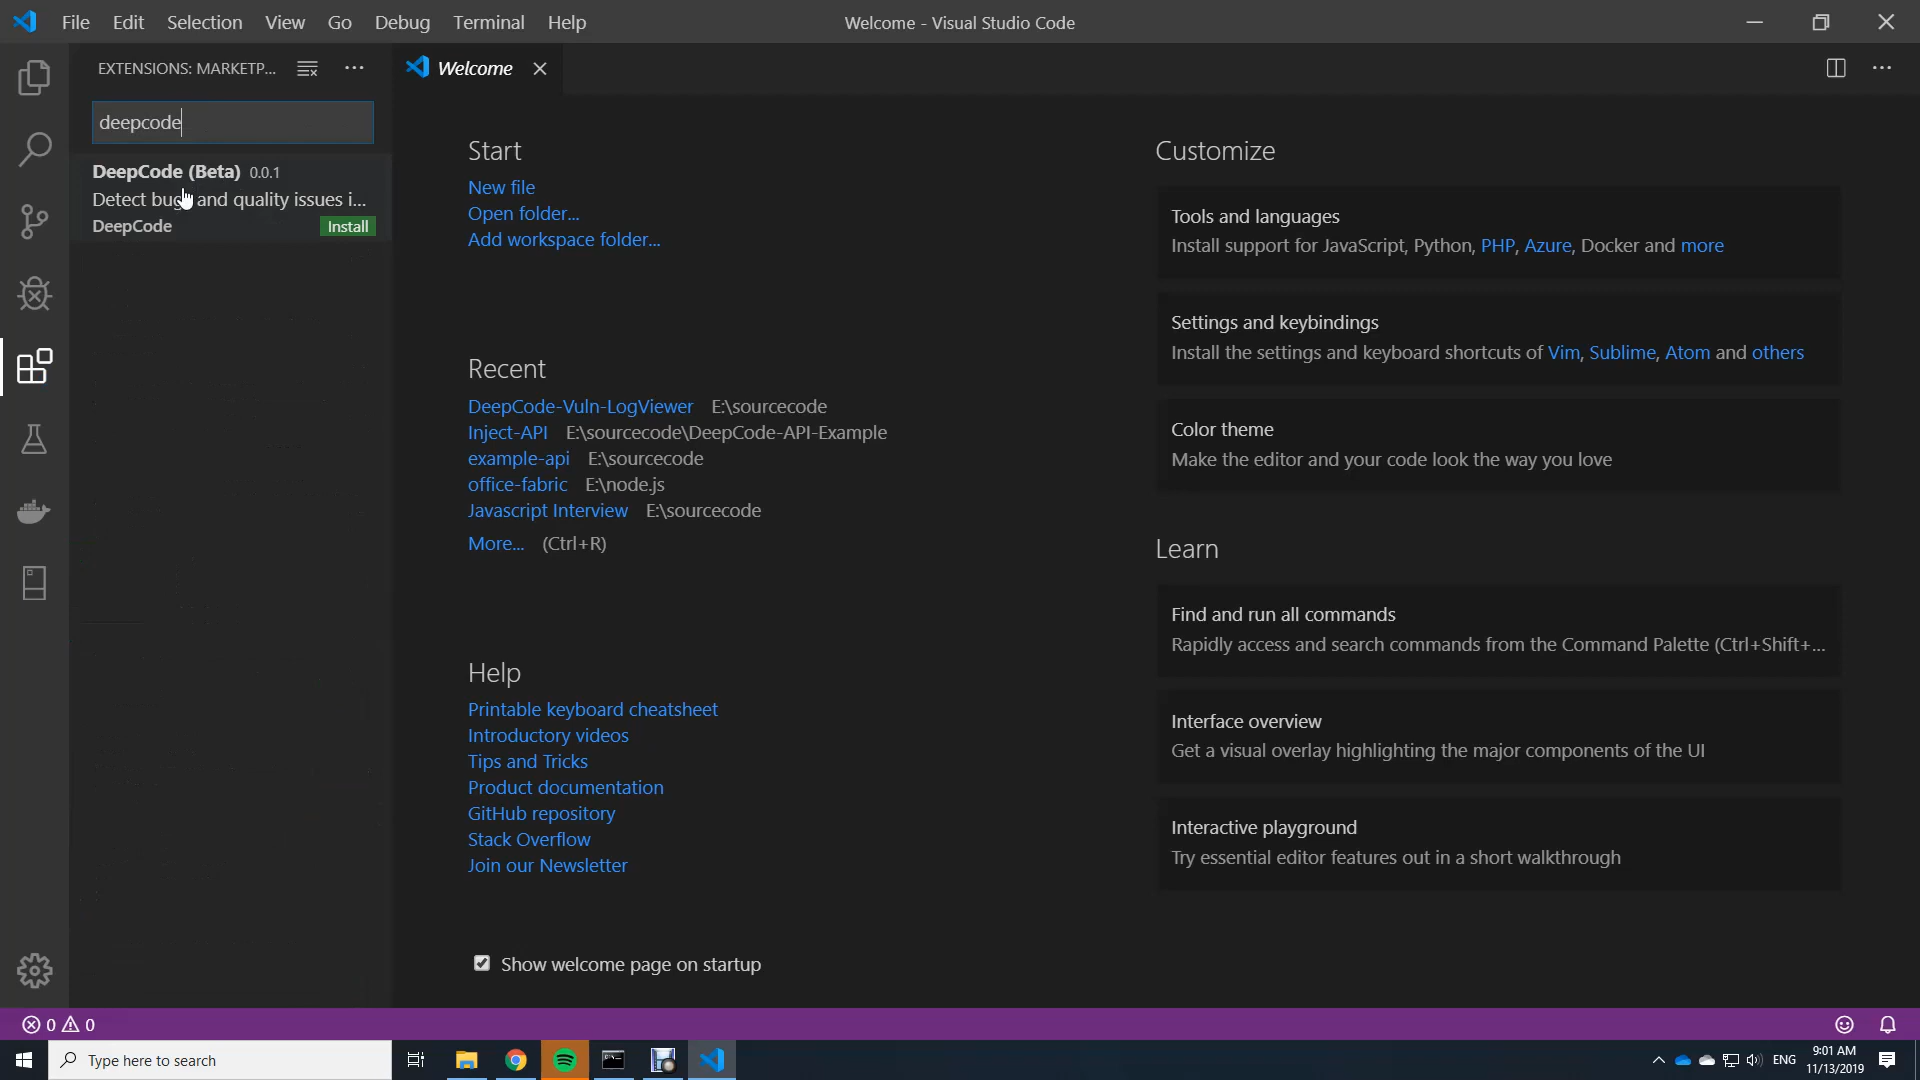 File Edit Selection View Go Debug Terminal Help
Welcome - Visual Studio Code
EXTENSIONS: MARKETP...
Welcome
deepcode
DeepCode (Beta) 0.0.1
Detect bug and quality issues i...
DeepCode
Install
Start
New file
Open folder...
Add workspace folder...
Recent
DeepCode-Vuln-LogViewer E:\sourcecode
Inject-API E:\sourcecode\DeepCode-API-Example
example-api E:\sourcecode
office-fabric E:\node.js
Javascript Interview E:\sourcecode
More... (Ctrl+R)
Help
Printable keyboard cheatsheet
Introductory videos
Tips and Tricks
Product documentation
GitHub repository
Stack Overflow
Join our Newsletter
Show welcome page on startup
Customize
Tools and languages
Install support for JavaScript, Python, PHP, Azure, Docker and more
Settings and keybindings
Install the settings and keyboard shortcuts of Vim, Sublime, Atom and others
Color theme
Make the editor and your code look the way you love
Learn
Find and run all commands
Rapidly access and search commands from the Command Palette (Ctrl+Shift+...
Interface overview
Get a visual overlay highlighting the major components of the UI
Interactive playground
Try essential editor features out in a short walkthrough
0 0
Type here to search
ENG
9:01 AM
11/13/2019